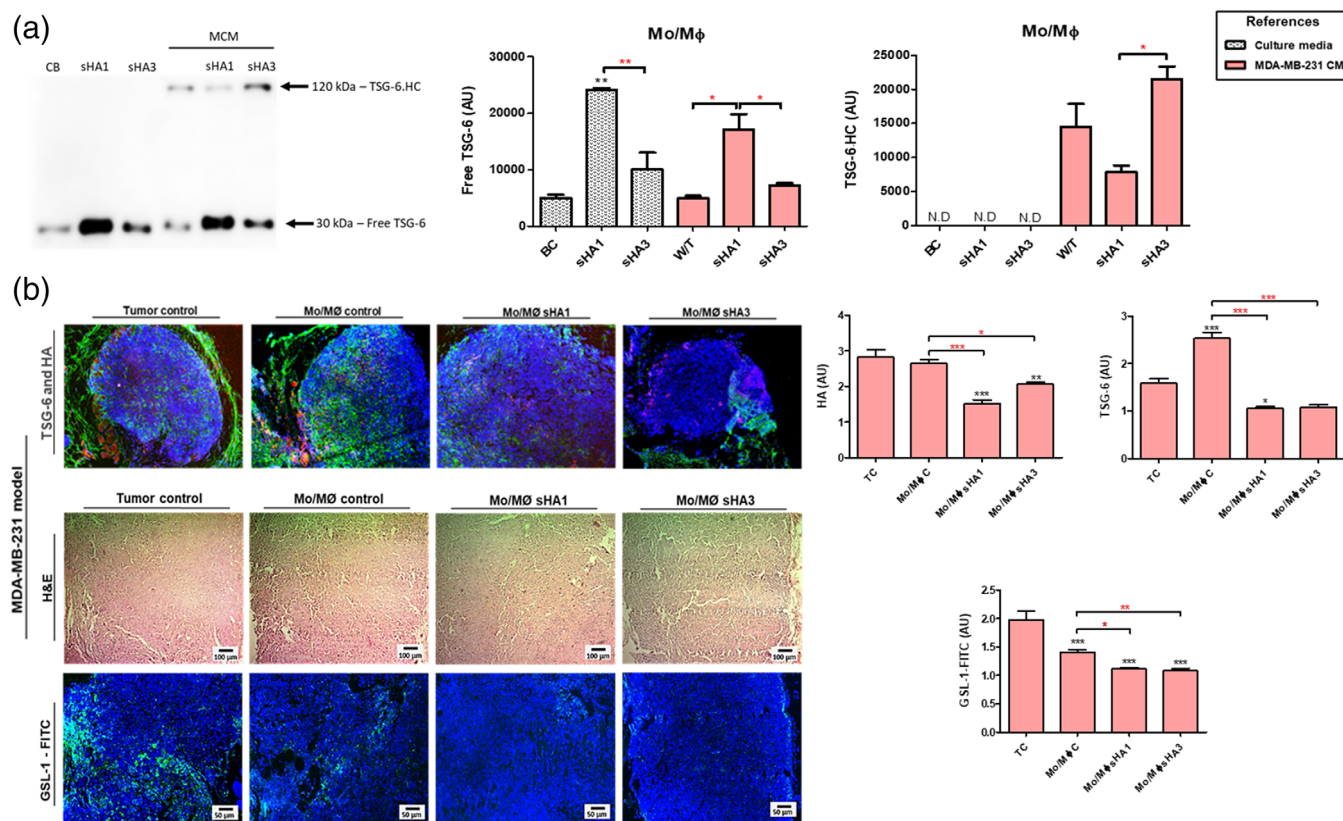 (a)
MCM
CB sHA1 sHA3 sHA1 sHA3
120 kDa – TSG-6.HC
30 kDa – Free TSG-6
Mo/Mϕ
Free TSG-6 (AU)
30000
20000
10000
0
**
**
*
*
BC sHA1 sHA3 W/T sHA1 sHA3
Mo/Mϕ
TSG-6.HC (AU)
25000
20000
15000
10000
5000
0
N.D N.D N.D
*
BC sHA1 sHA3 W/T sHA1 sHA3
References
Culture media
MDA-MB-231 CM
(b)
MDA-MB-231 model
TSG-6 and HA
Tumor control Mo/MØ control Mo/MØ sHA1 Mo/MØ sHA3
H&E
Tumor control Mo/MØ control Mo/MØ sHA1 Mo/MØ sHA3
100 µm 100 µm 100 µm 100 µm
GSL-1 - FITC
50 µm 50 µm 50 µm 50 µm
HA (AU)
4
3
2
1
0
*
***
***
**
TC Mo/Mϕ C Mo/Mϕ sHA1 Mo/Mϕ sHA3
TSG-6 (AU)
3
2
1
0
***
***
***
*
TC Mo/Mϕ C Mo/Mϕ sHA1 Mo/Mϕ sHA3
GSL-1-FITC (AU)
2.5
2.0
1.5
1.0
0.5
0.0
**
*
***
***
***
TC Mo/Mϕ C Mo/Mϕ sHA1 Mo/Mϕ sHA3